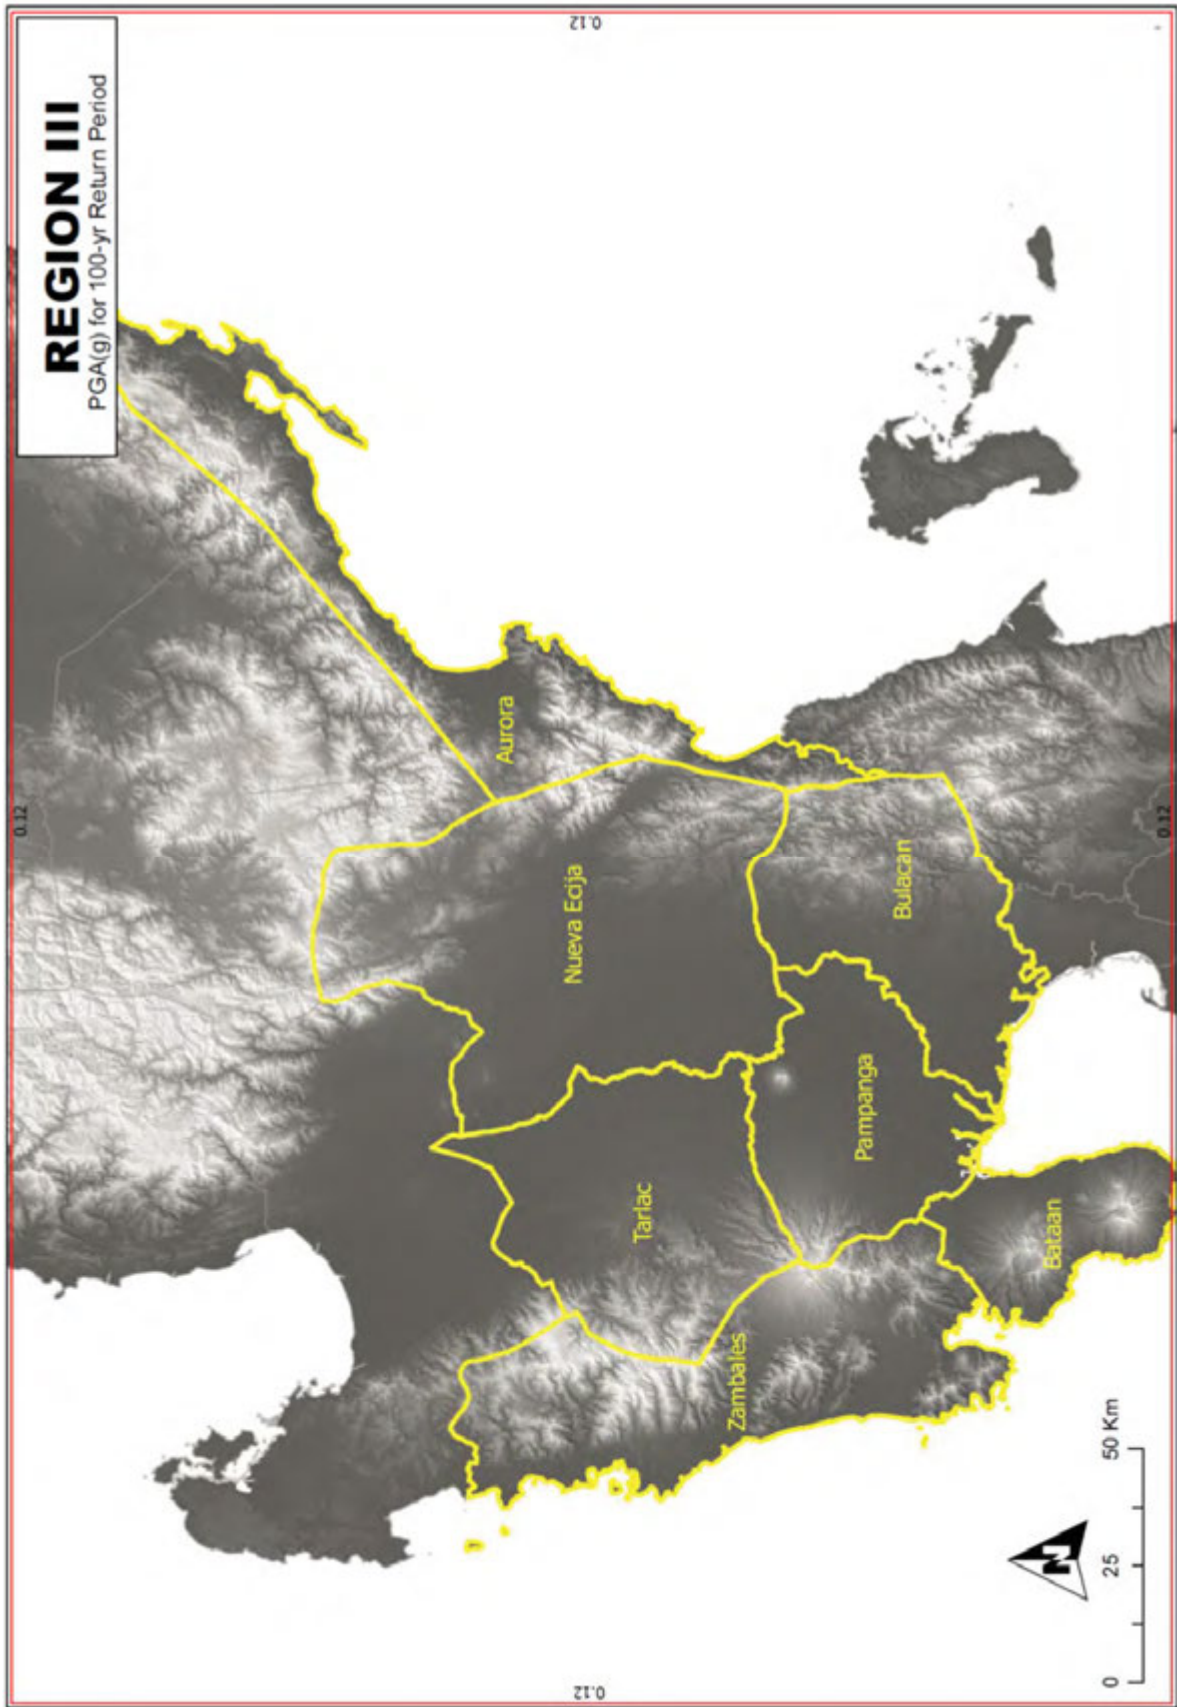 REGION III
PGA(g) for 100-yr Return Period
0.12
0.12
Aurora
Nueva Ecija
Tarlac
Zambales
Pampanga
Bulacan
Bataan
N
0 25 50 Km
0.12
0.12